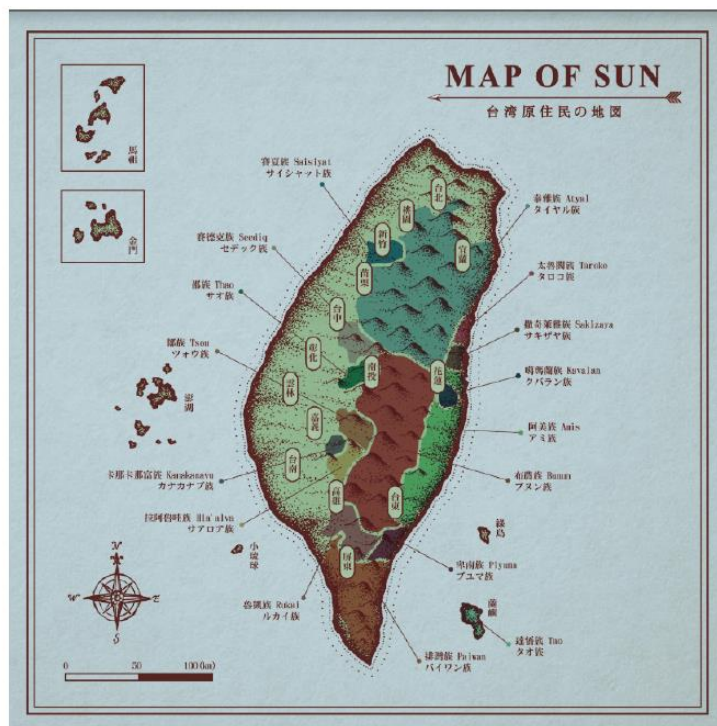 MAP OF SUN
台湾原住民の地図
馬祖
金門
賽夏族 Saisiyat
サイシャット族
賽德克族 Seediq
セデック族
邵族 Thao
サオ族
鄒族 Tsou
ツォウ族
澎湖
卡那卡那富族 Kanakanavu
カナカナブ族
拉阿魯哇族 Hla'alua
サアロア族
小琉球
魯凱族 Rukai
ルカイ族
台北
桃園
新竹
宜蘭
苗栗
台中
彰化
南投
花蓮
雲林
嘉義
台南
高雄
台東
屏東
泰雅族 Atyal
タイヤル族
太魯閣族 Taroko
タロコ族
撒奇萊雅族 Sakizaya
サキザヤ族
噶瑪蘭族 Kavalan
クバラン族
阿美族 Amis
アミ族
布農族 Bunun
ブヌン族
綠島
卑南族 Piyuma
プユマ族
蘭嶼
達悟族 Tao
タオ族
排灣族 Paiwan
パイワン族
N
W
E
S
0 50 100(km)